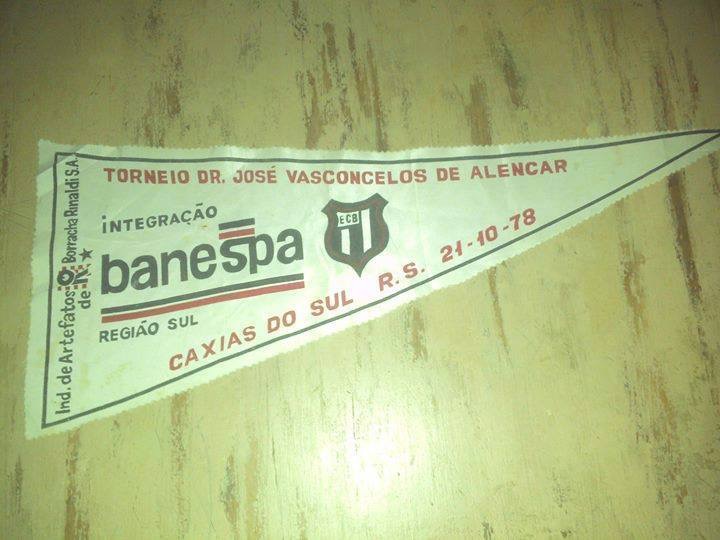 TORNEIO DR. JOSÉ VASCONCELOS DE ALENCAR
INTEGRAÇÃO
banespa
REGIÃO SUL
ECB
CAXIAS DO SUL R.S. 21-10-78
Ind. de Artefatos
de Borracha Rinaldi S.A.
R